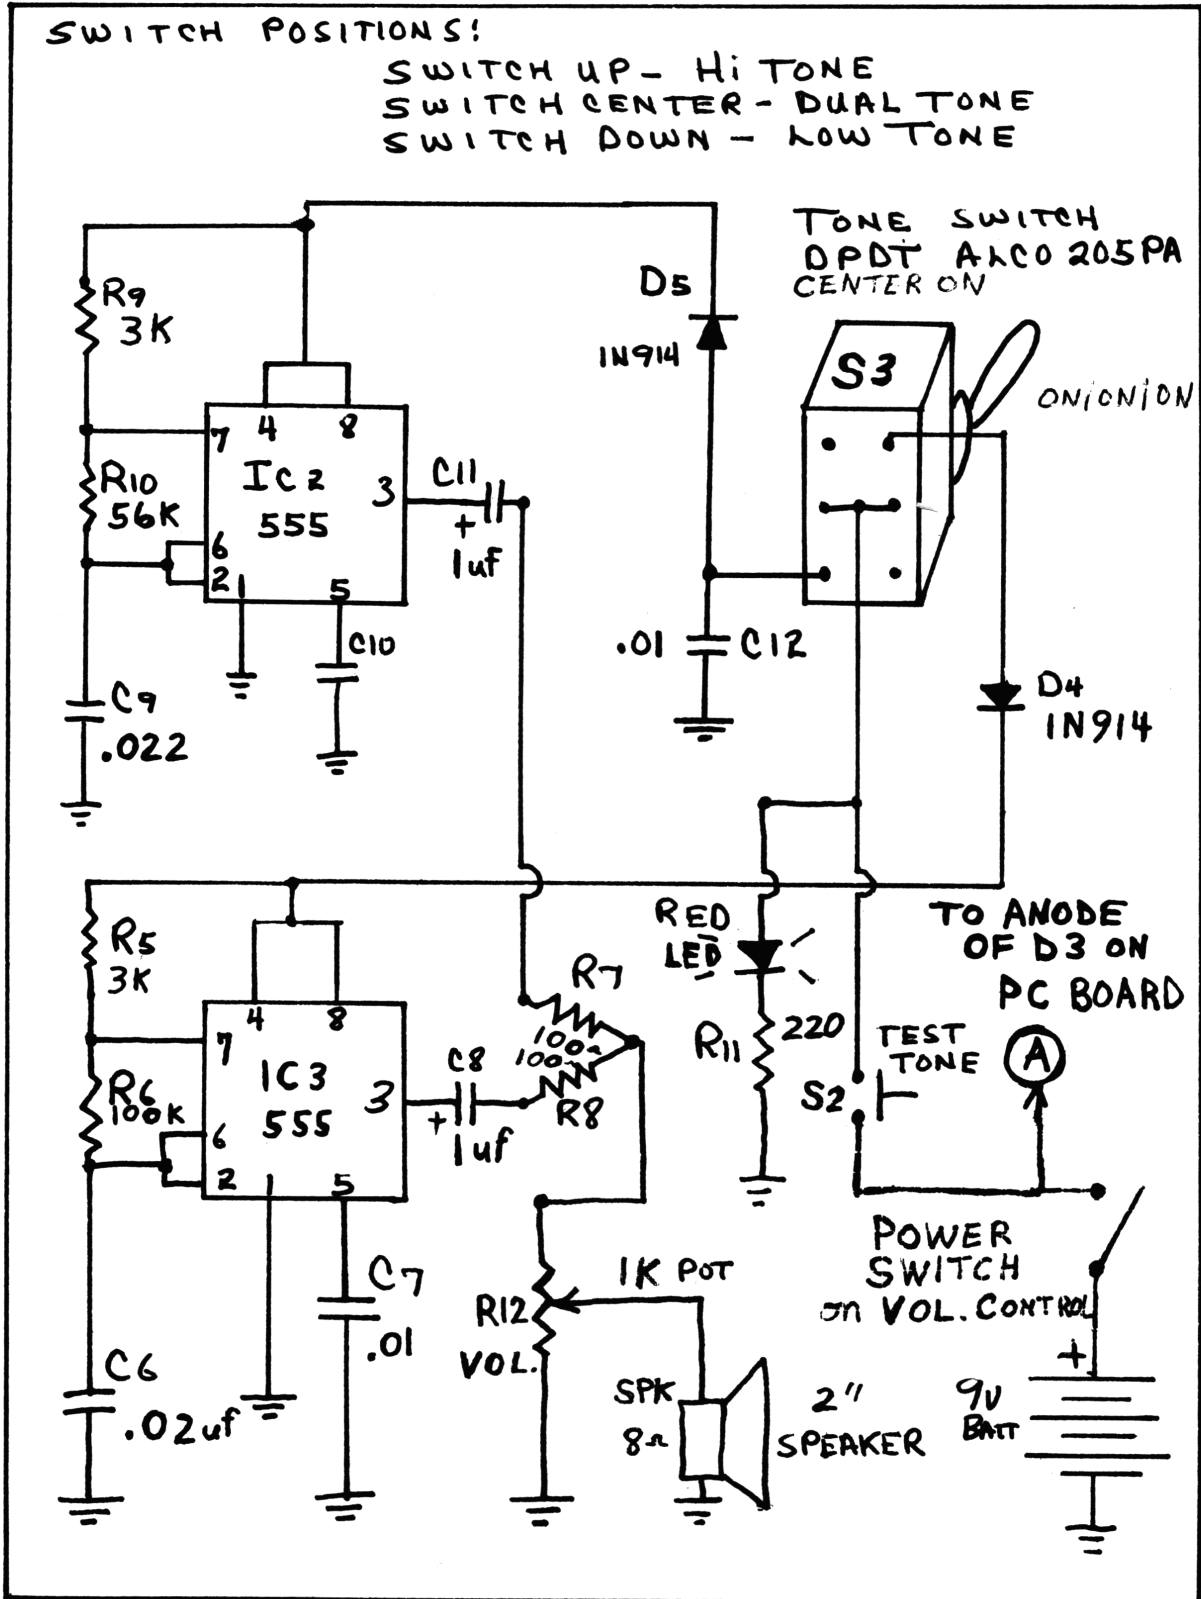 SWITCH POSITIONS:
SWITCH UP - Hi TONE
SWITCH CENTER - DUAL TONE
SWITCH DOWN - LOW TONE
TONE SWITCH
DPDT ALCO 205PA
CENTER ON
D5
1N914
S3
ON/ON/ON
R9
3K
4 8
7
IC2
555
3
R10
56K
6
2
1 5
C11
+
1uf
C10
C9
.022
.01 C12
D4
1N914
R5
3K
4 8
7
IC3
555
3
R6
100K
6
2
1 5
C8
+
1uf
R7
100Ω
100Ω
R8
RED
LED
R11 220
TO ANODE
OF D3 ON
PC BOARD
TEST
TONE
A
S2
POWER
SWITCH
on VOL. CONTROL
C7
.01
C6
.02uf
R12
VOL.
1K POT
SPK
8Ω
2"
SPEAKER
+
9V
BATT